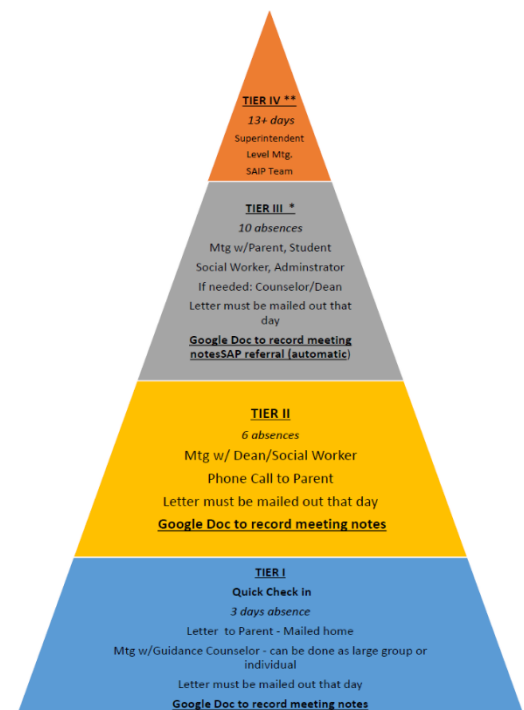 TIER IV **
13+ days
Superintendent
Level Mtg.
SAIP Team
TIER III *
10 absences
Mtg w/Parent, Student
Social Worker, Adminstrator
If needed: Counselor/Dean
Letter must be mailed out that
day
Google Doc to record meeting
notesSAP referral (automatic)
TIER II
6 absences
Mtg w/ Dean/Social Worker
Phone Call to Parent
Letter must be mailed out that day
Google Doc to record meeting notes
TIER I
Quick Check in
3 days absence
Letter to Parent - Mailed home
Mtg w/Guidance Counselor - can be done as large group or
individual
Letter must be mailed out that day
Google Doc to record meeting notes